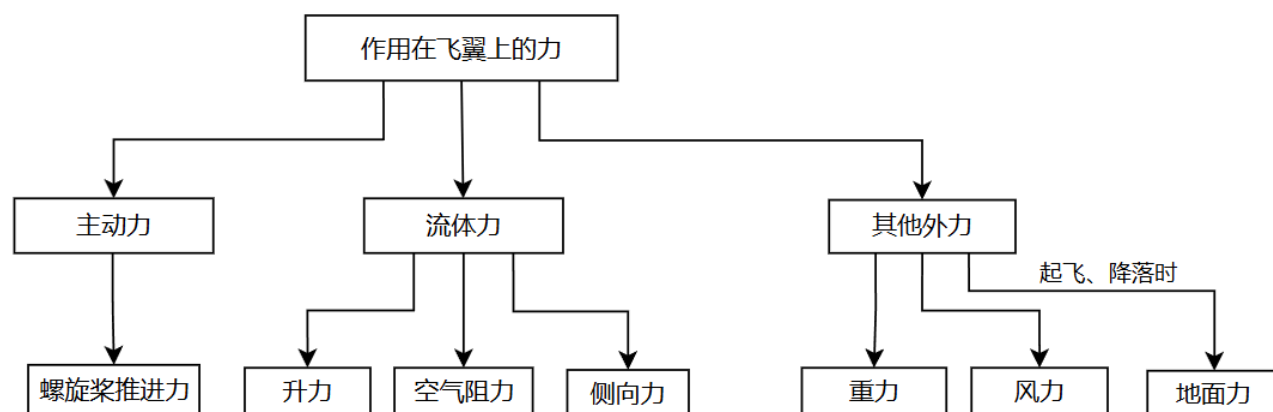 作用在飞翼上的力
主动力
流体力
其他外力
起飞、降落时
螺旋桨推进力
升力
空气阻力
侧向力
重力
风力
地面力